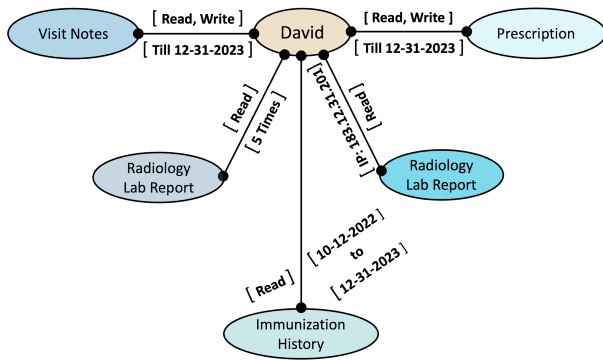 [ Read, Write ]
[ Read, Write ]
Visit Notes
David
Prescription
[ Till 12-31-2023 ]
[ Till 12-31-2023 ]
[ Read ]
[ 5 Times ]
[ IP: 183.12.31.201]
[ Read ]
Radiology
Lab Report
Radiology
Lab Report
[ Read ]
[ 10-12-2022 ]
to
[ 12-31-2023 ]
Immunization
History